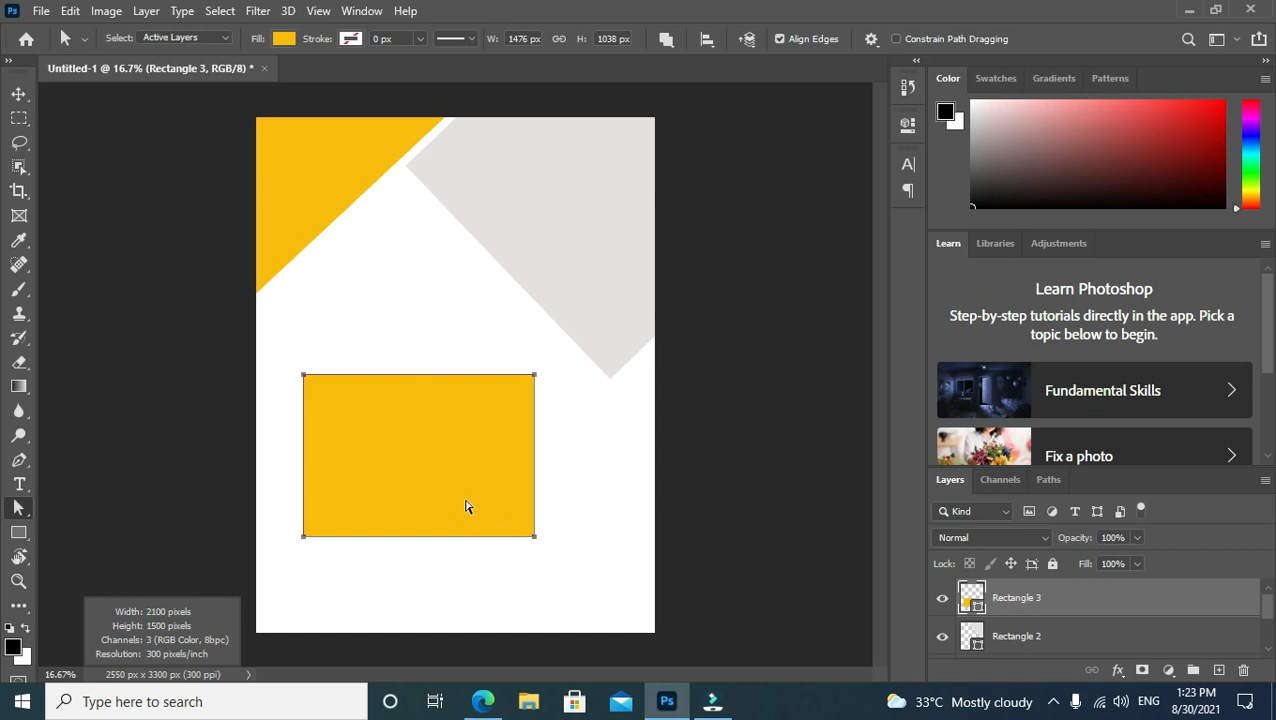 Ps File Edit Image Layer Type Select Filter 3D View Window Help
Select: Active Layers Fill: Stroke: 0 px W: 1476 px H: 1038 px Align Edges Constrain Path Dragging
Untitled-1 @ 16.7% (Rectangle 3, RGB/8) *
Color Swatches Gradients Patterns
Learn Libraries Adjustments
Learn Photoshop
Step-by-step tutorials directly in the app. Pick a
topic below to begin.
Fundamental Skills
Fix a photo
Layers Channels Paths
Kind
Normal Opacity: 100%
Lock: Fill: 100%
Rectangle 3
Rectangle 2
Width: 2100 pixels
Height: 1500 pixels
Channels: 3 (RGB Color, 8bpc)
Resolution: 300 pixels/inch
16.67% 2550 px x 3300 px (300 ppi)
Type here to search
Ps
33°C Mostly cloudy
ENG
1:23 PM
8/30/2021